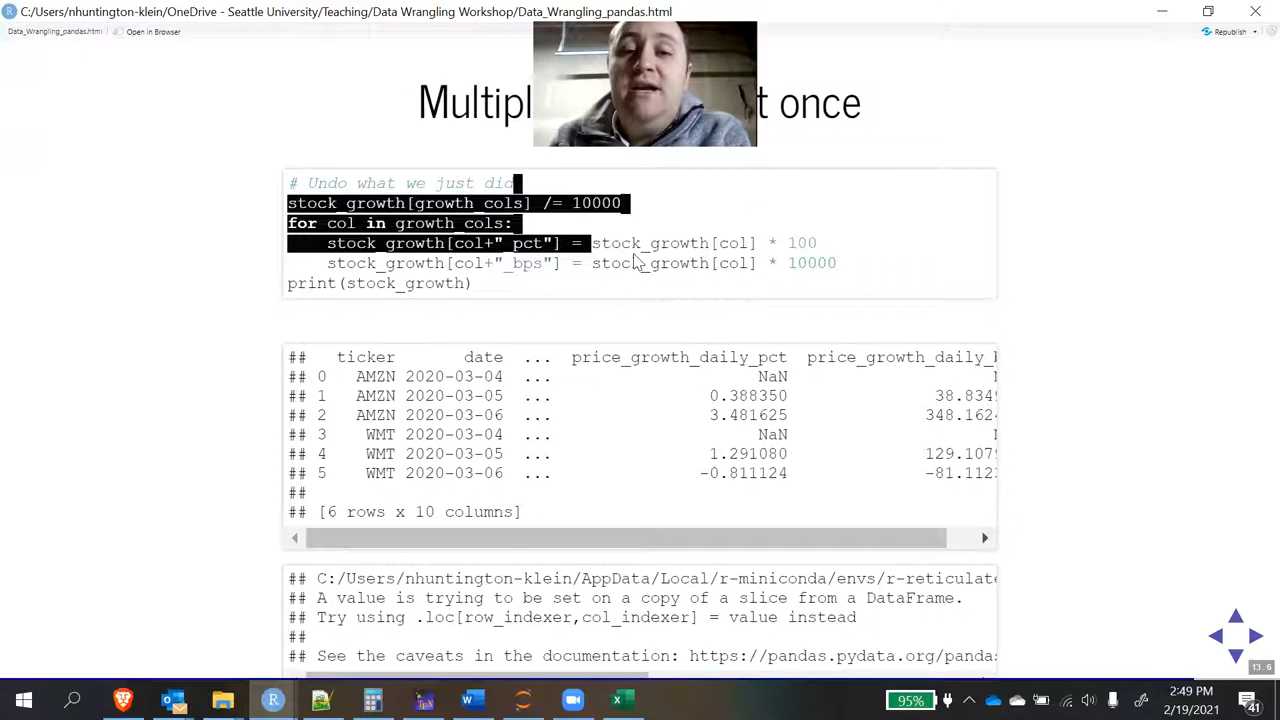 C:/Users/nhuntington-klein/OneDrive - Seattle University/Teaching/Data Wrangling Workshop/Data_Wrangling_pandas.html
Data_Wrangling_pandas.html Open in Browser Republish
Multipl t once
# Undo what we just did
stock_growth[growth_cols] /= 10000
for col in growth_cols:
stock_growth[col+"_pct"] = stock_growth[col] * 100
stock_growth[col+"_bps"] = stock_growth[col] * 10000
print(stock_growth)
## ticker date ... price_growth_daily_pct price_growth_daily_
## 0 AMZN 2020-03-04 ... NaN
## 1 AMZN 2020-03-05 ... 0.388350 38.8349
## 2 AMZN 2020-03-06 ... 3.481625 348.1624
## 3 WMT 2020-03-04 ... NaN
## 4 WMT 2020-03-05 ... 1.291080 129.1079
## 5 WMT 2020-03-06 ... -0.811124 -81.1123
##
## [6 rows x 10 columns]
## C:/Users/nhuntington-klein/AppData/Local/r-miniconda/envs/r-reticulate
## A value is trying to be set on a copy of a slice from a DataFrame.
## Try using .loc[row_indexer,col_indexer] = value instead
##
## See the caveats in the documentation: https://pandas.pydata.org/pandas
13.6
95%
2:49 PM
2/19/2021
41